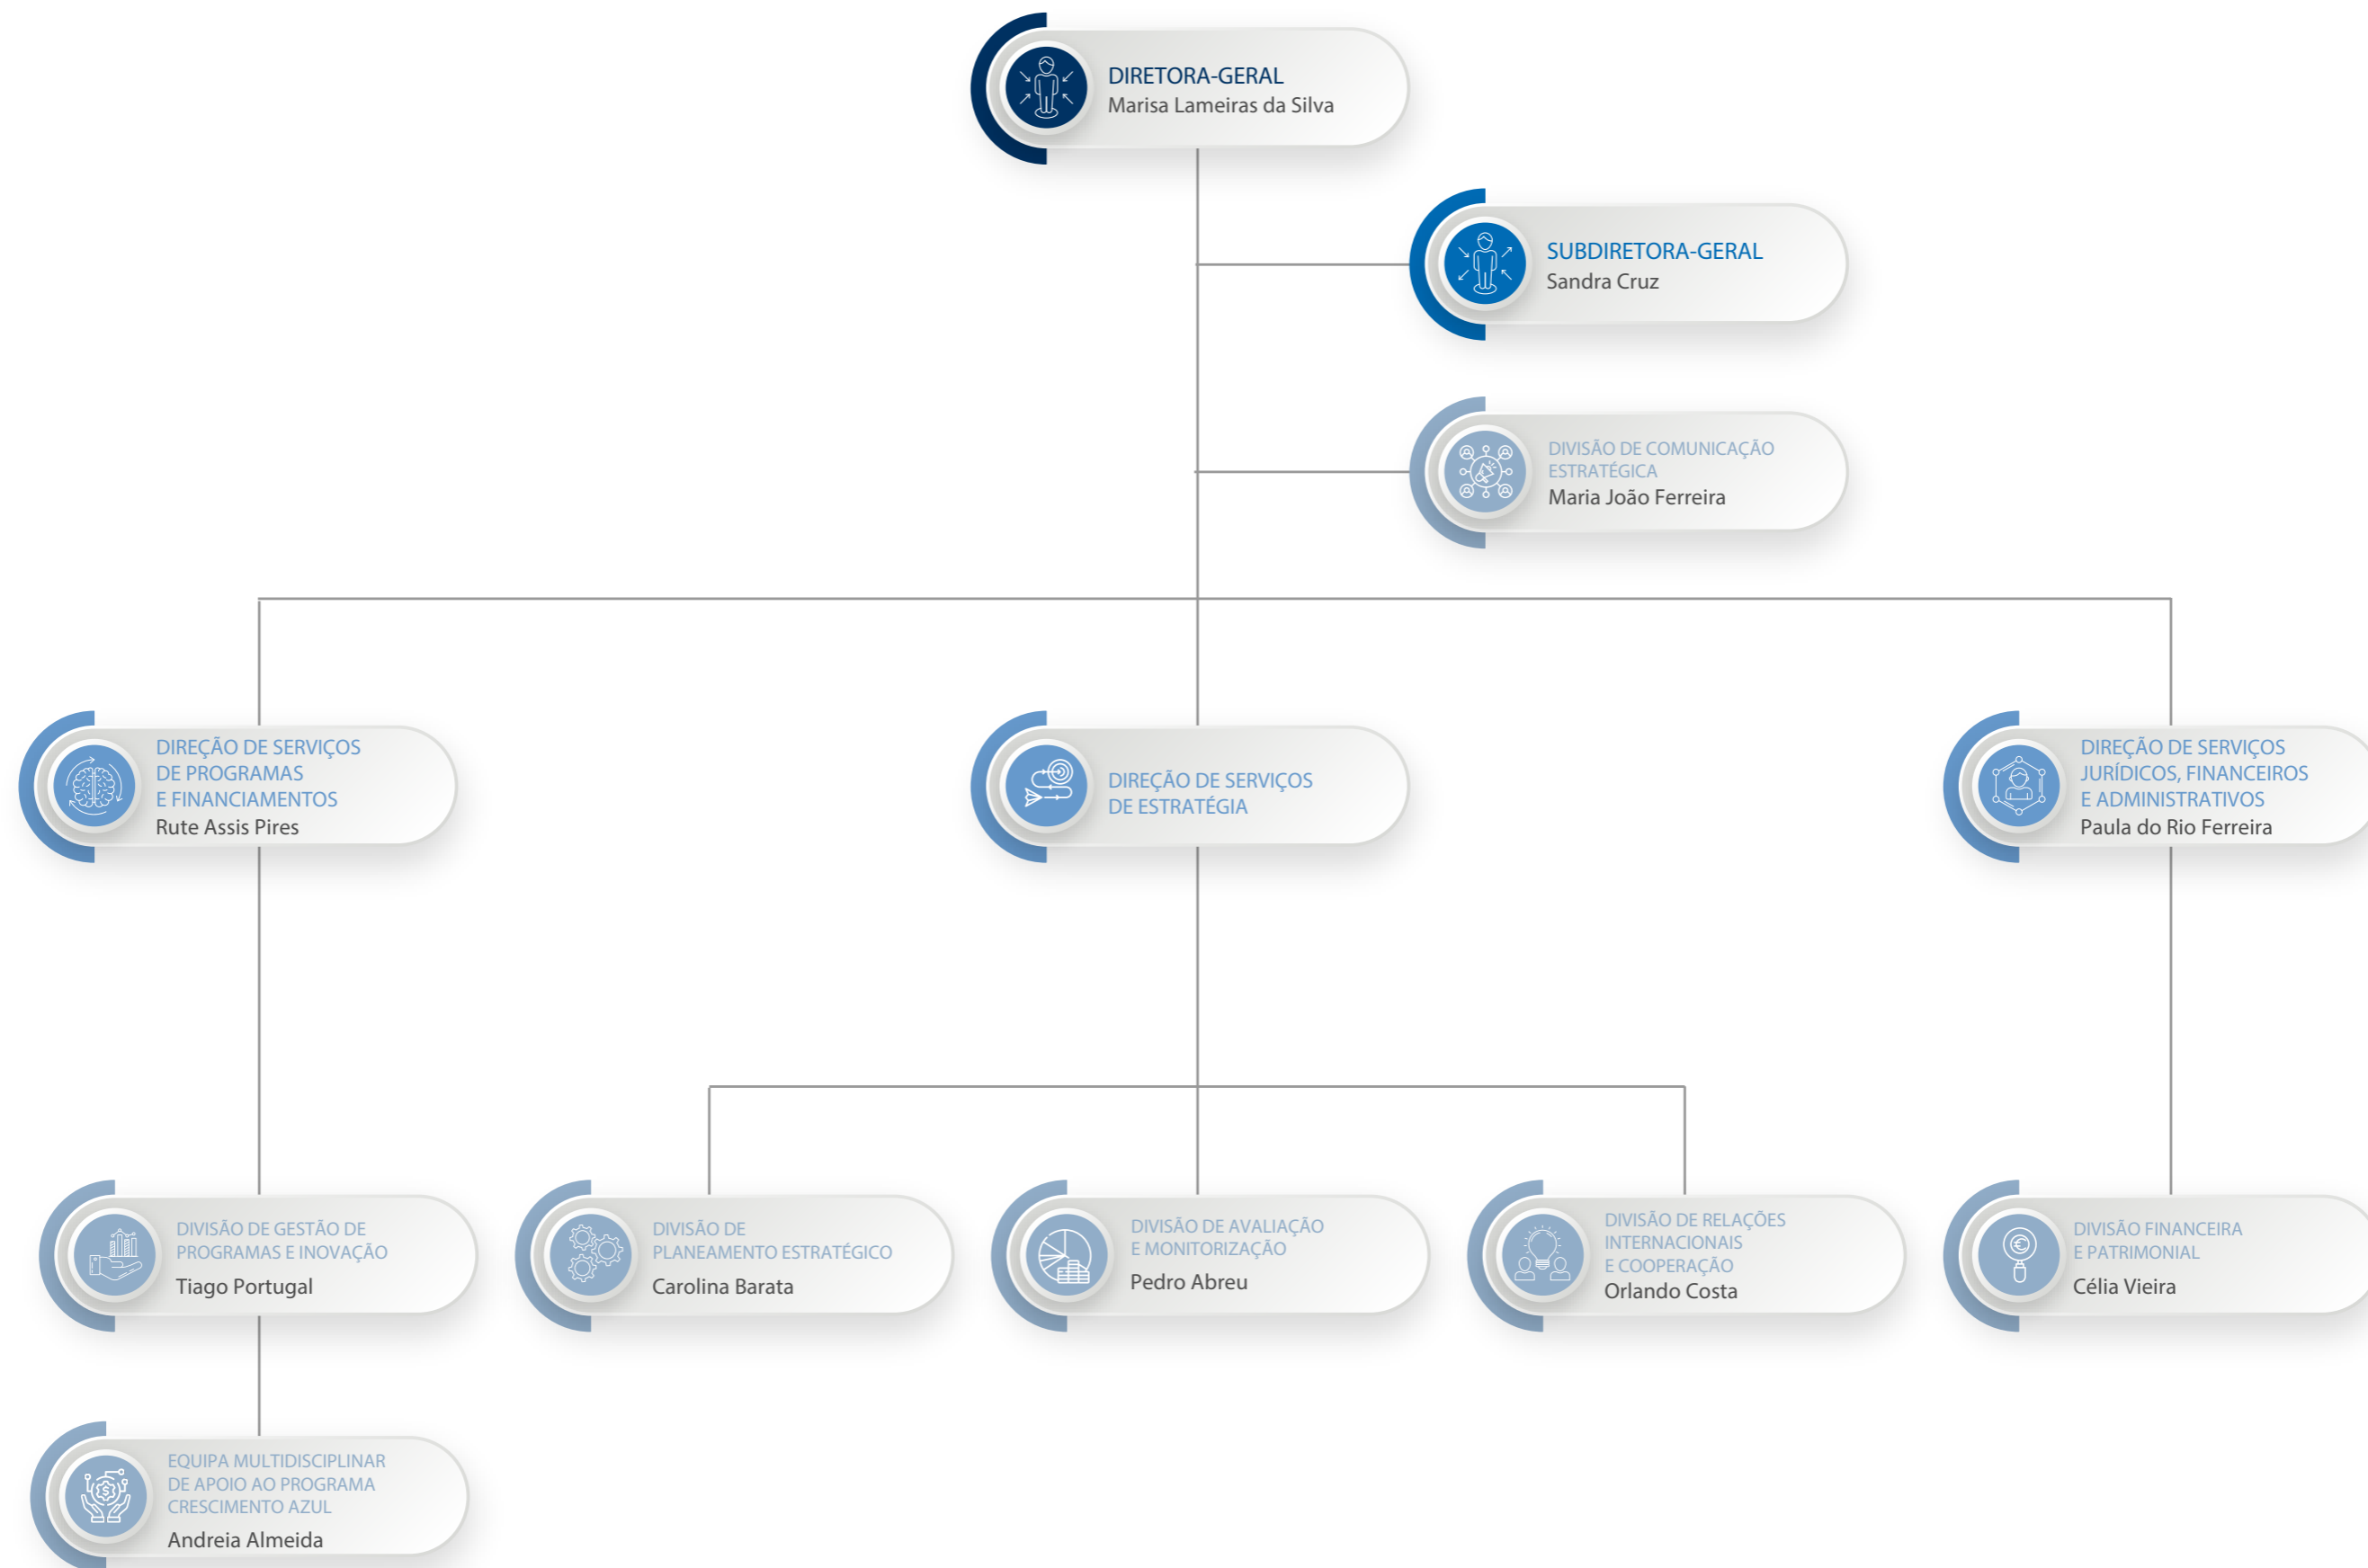 DIRETORA-GERAL
Marisa Lameiras da Silva
SUBDIRETORA-GERAL
Sandra Cruz
DIVISÃO DE COMUNICAÇÃO
ESTRATÉGICA
Maria João Ferreira
DIREÇÃO DE SERVIÇOS
DE PROGRAMAS
E FINANCIAMENTOS
Rute Assis Pires
DIREÇÃO DE SERVIÇOS
DE ESTRATÉGIA
DIREÇÃO DE SERVIÇOS
JURÍDICOS, FINANCEIROS
E ADMINISTRATIVOS
Paula do Rio Ferreira
DIVISÃO DE GESTÃO DE
PROGRAMAS E INOVAÇÃO
Tiago Portugal
DIVISÃO DE
PLANEAMENTO ESTRATÉGICO
Carolina Barata
DIVISÃO DE AVALIAÇÃO
E MONITORIZAÇÃO
Pedro Abreu
DIVISÃO DE RELAÇÕES
INTERNACIONAIS
E COOPERAÇÃO
Orlando Costa
DIVISÃO FINANCEIRA
E PATRIMONIAL
Célia Vieira
EQUIPA MULTIDISCIPLINAR
DE APOIO AO PROGRAMA
CRESCIMENTO AZUL
Andreia Almeida